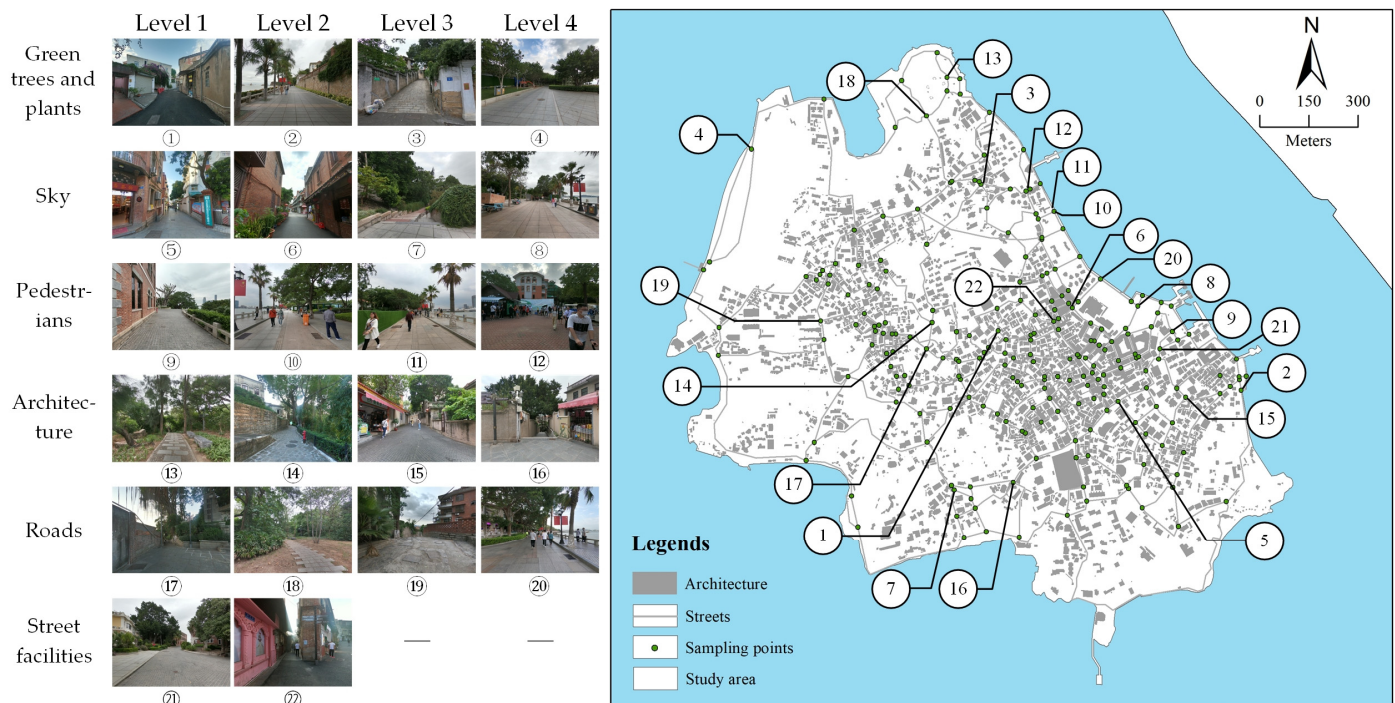 Level 1 Level 2 Level 3 Level 4
Green
trees and
plants
① ② ③ ④
Sky
⑤ ⑥ ⑦ ⑧
Pedestr-
ians
⑨ ⑩ ⑪ ⑫
Architec-
ture
⑬ ⑭ ⑮ ⑯
Roads
⑰ ⑱ ⑲ ⑳
Street
facilities
— —
㉑ ㉒
N
0 150 300
Meters
13
18
3
12
4
11
10
6
20
8
22
19
9
21
14
2
15
17
1
5
7
16
Legends
Architecture
Streets
Sampling points
Study area